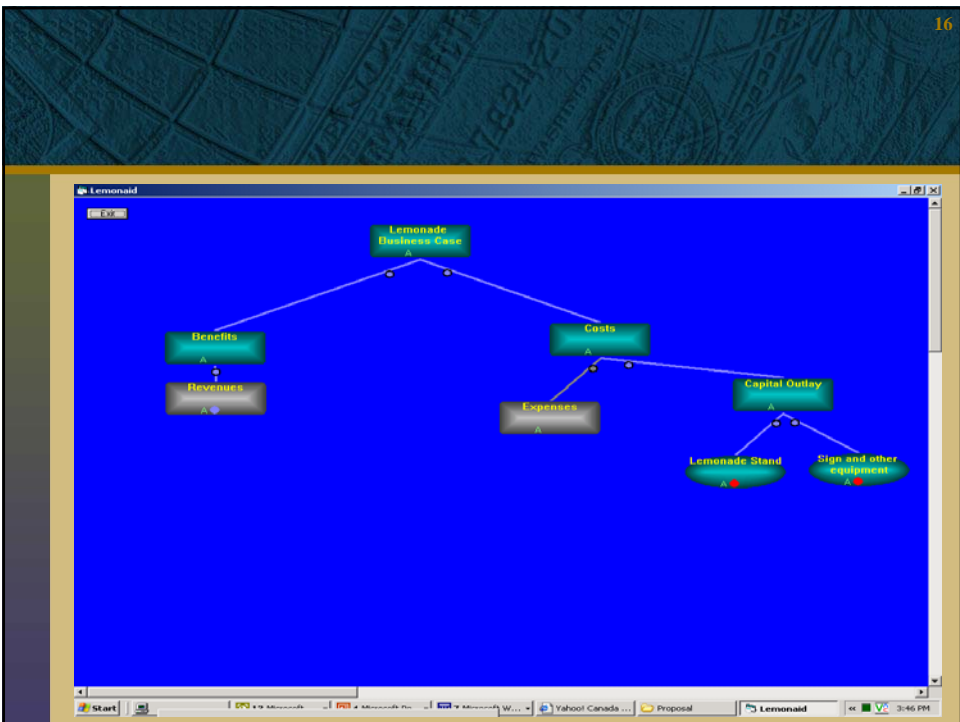 16
Lemonaid
Exit
Lemonade
Business Case
A
Benefits
A
Revenues
A
Costs
A
Expenses
A
Capital Outlay
A
Lemonade Stand
A
Sign and other
equipment
A
Start
Microsoft W...
Yahoo! Canada ...
Proposal
Lemonaid
«
3:46 PM